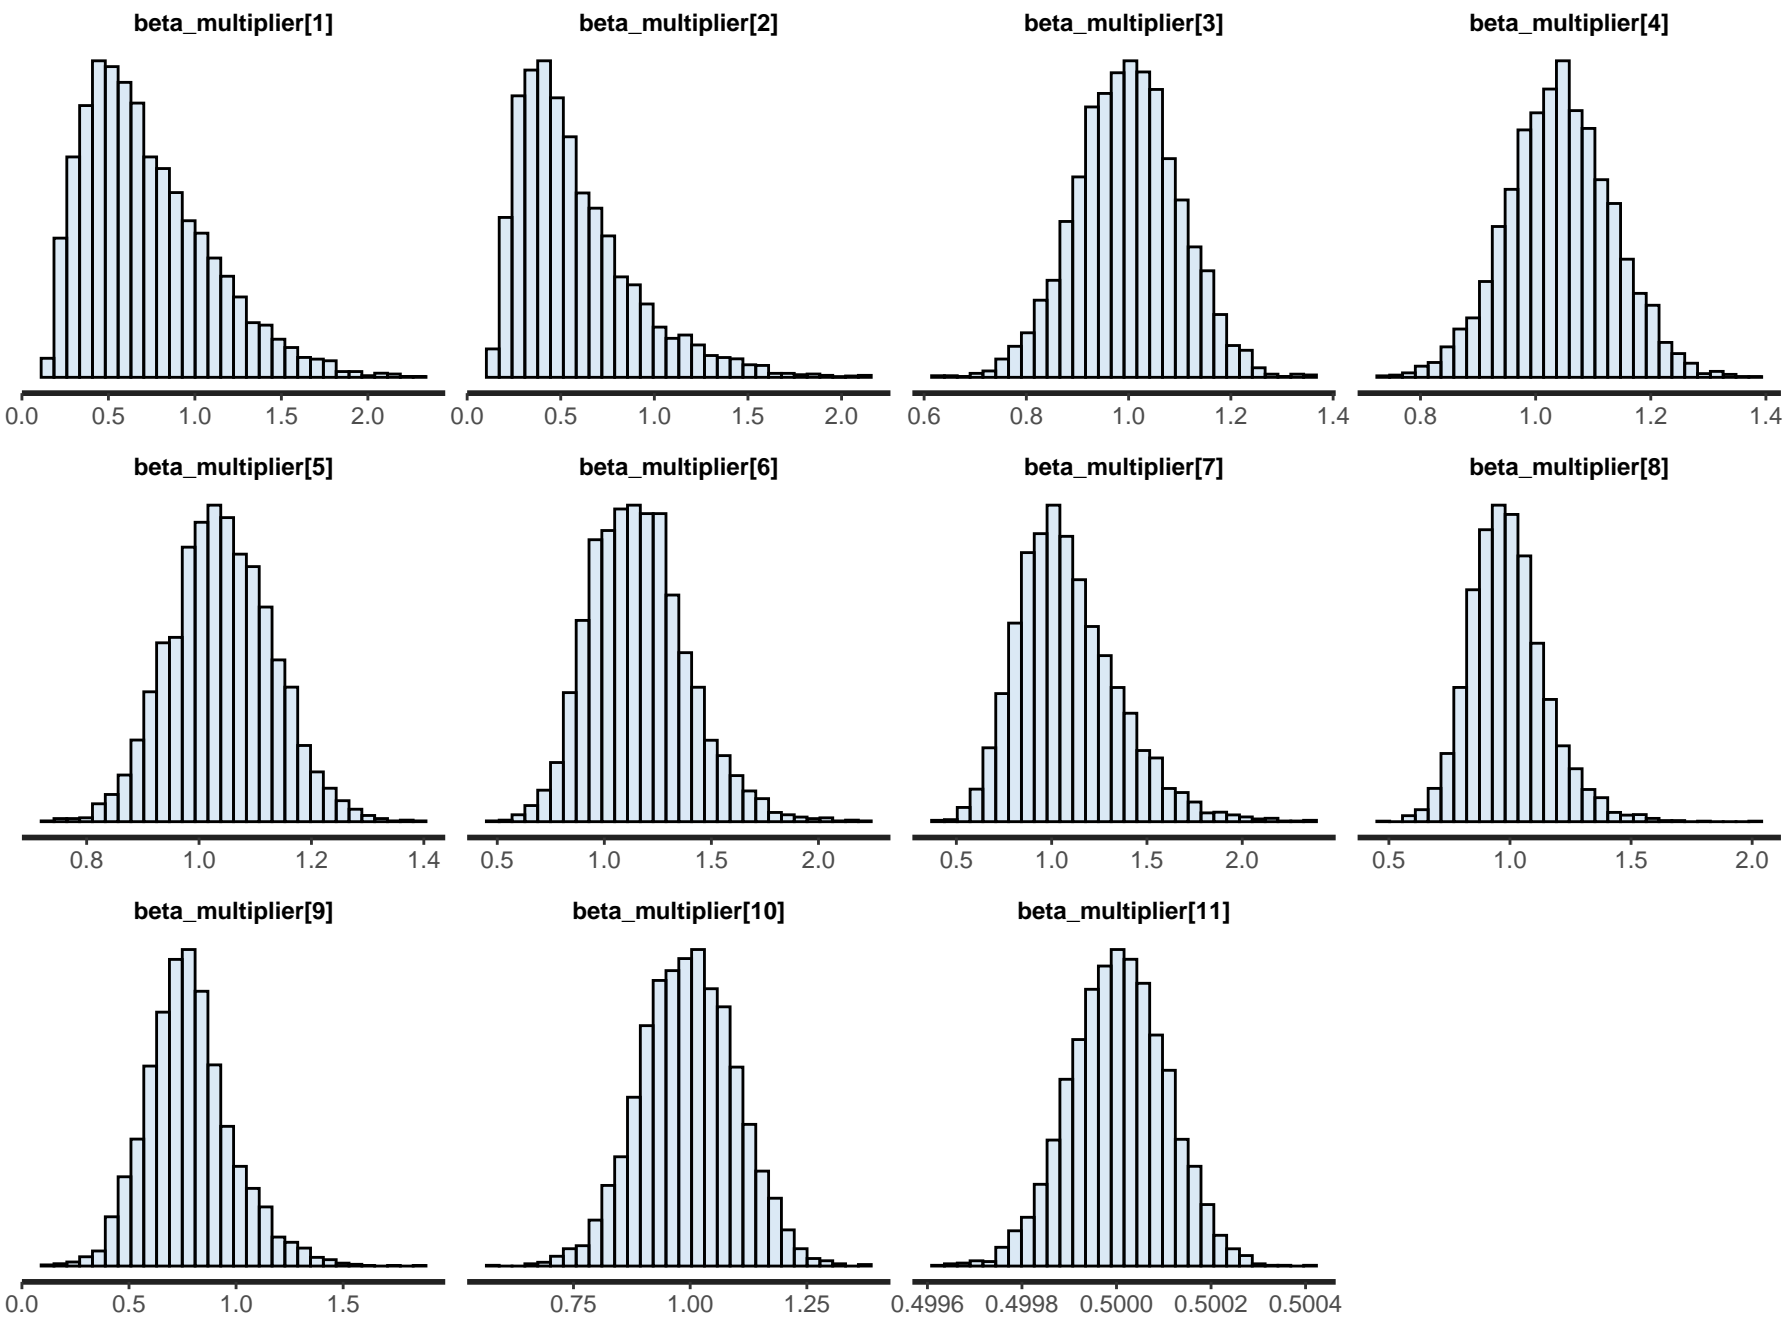 beta_multiplier[1] beta_multiplier[2] beta_multiplier[3] beta_multiplier[4]
0.0 0.5 1.0 1.5 2.0 0.0 0.5 1.0 1.5 2.0 0.6 0.8 1.0 1.2 1.4 0.8 1.0 1.2 1.4
beta_multiplier[5] beta_multiplier[6] beta_multiplier[7] beta_multiplier[8]
0.8 1.0 1.2 1.4 0.5 1.0 1.5 2.0 0.5 1.0 1.5 2.0 0.5 1.0 1.5 2.0
beta_multiplier[9] beta_multiplier[10] beta_multiplier[11]
0.0 0.5 1.0 1.5 0.75 1.00 1.25 0.4996 0.4998 0.5000 0.5002 0.5004